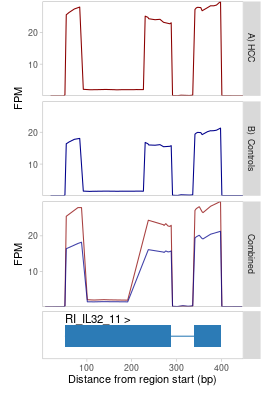 20
10
A) HCC
FPM
20
10
B) Controls
20
10
FPM
Combined
RI_IL32_11 >
100 200 300 400
Distance from region start (bp)